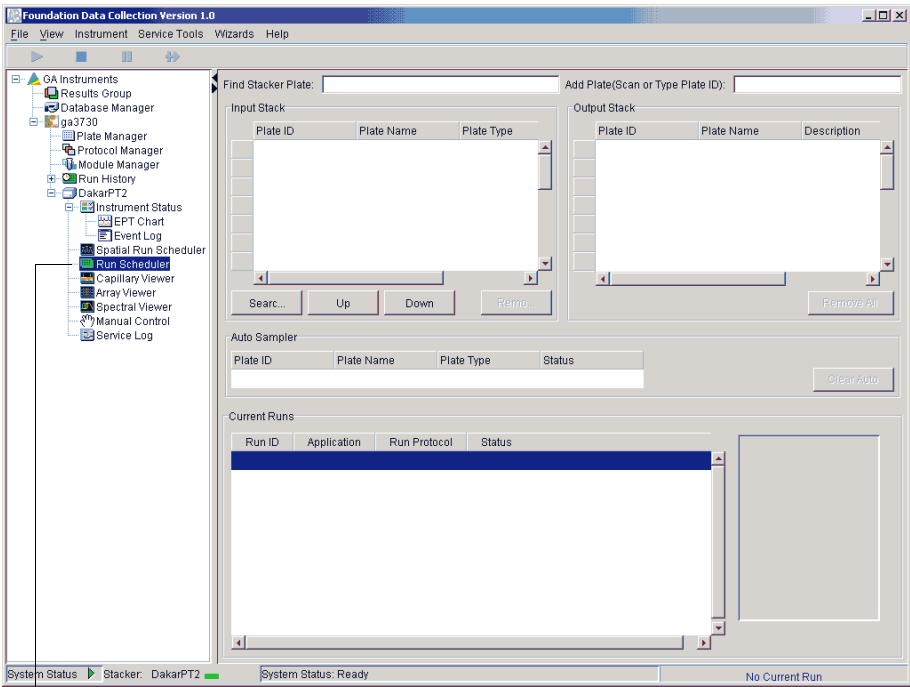 Foundation Data Collection Version 1.0
File View Instrument Service Tools Wizards Help
GA Instruments
Results Group
Database Manager
ga3730
Plate Manager
Protocol Manager
Module Manager
Run History
DakarPT2
Instrument Status
EPT Chart
Event Log
Spatial Run Scheduler
Run Scheduler
Capillary Viewer
Array Viewer
Spectral Viewer
Manual Control
Service Log
Find Stacker Plate:
Add Plate(Scan or Type Plate ID):
Input Stack
Plate ID Plate Name Plate Type
Searc... Up Down Remo...
Output Stack
Plate ID Plate Name Description
Remove All
Auto Sampler
Plate ID Plate Name Plate Type Status
Clear Auto
Current Runs
Run ID Application Run Protocol Status
System Status Stacker: DakarPT2 System Status: Ready No Current Run